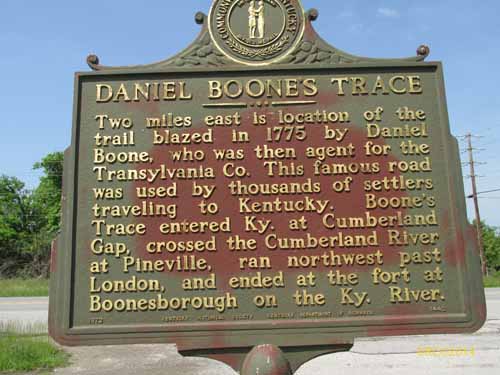 DANIEL BOONE'S TRACE
Two miles east is location of the
trail blazed in 1775 by Daniel
Boone, who was then agent for the
Transylvania Co. This famous road
was used by thousands of settlers
traveling to Kentucky. Boone's
Trace entered Ky. at Cumberland
Gap, crossed the Cumberland River
at Pineville, ran northwest past
London, and ended at the fort at
Boonesborough on the Ky. River.
KENTUCKY HISTORICAL SOCIETY KENTUCKY DEPARTMENT OF HIGHWAYS